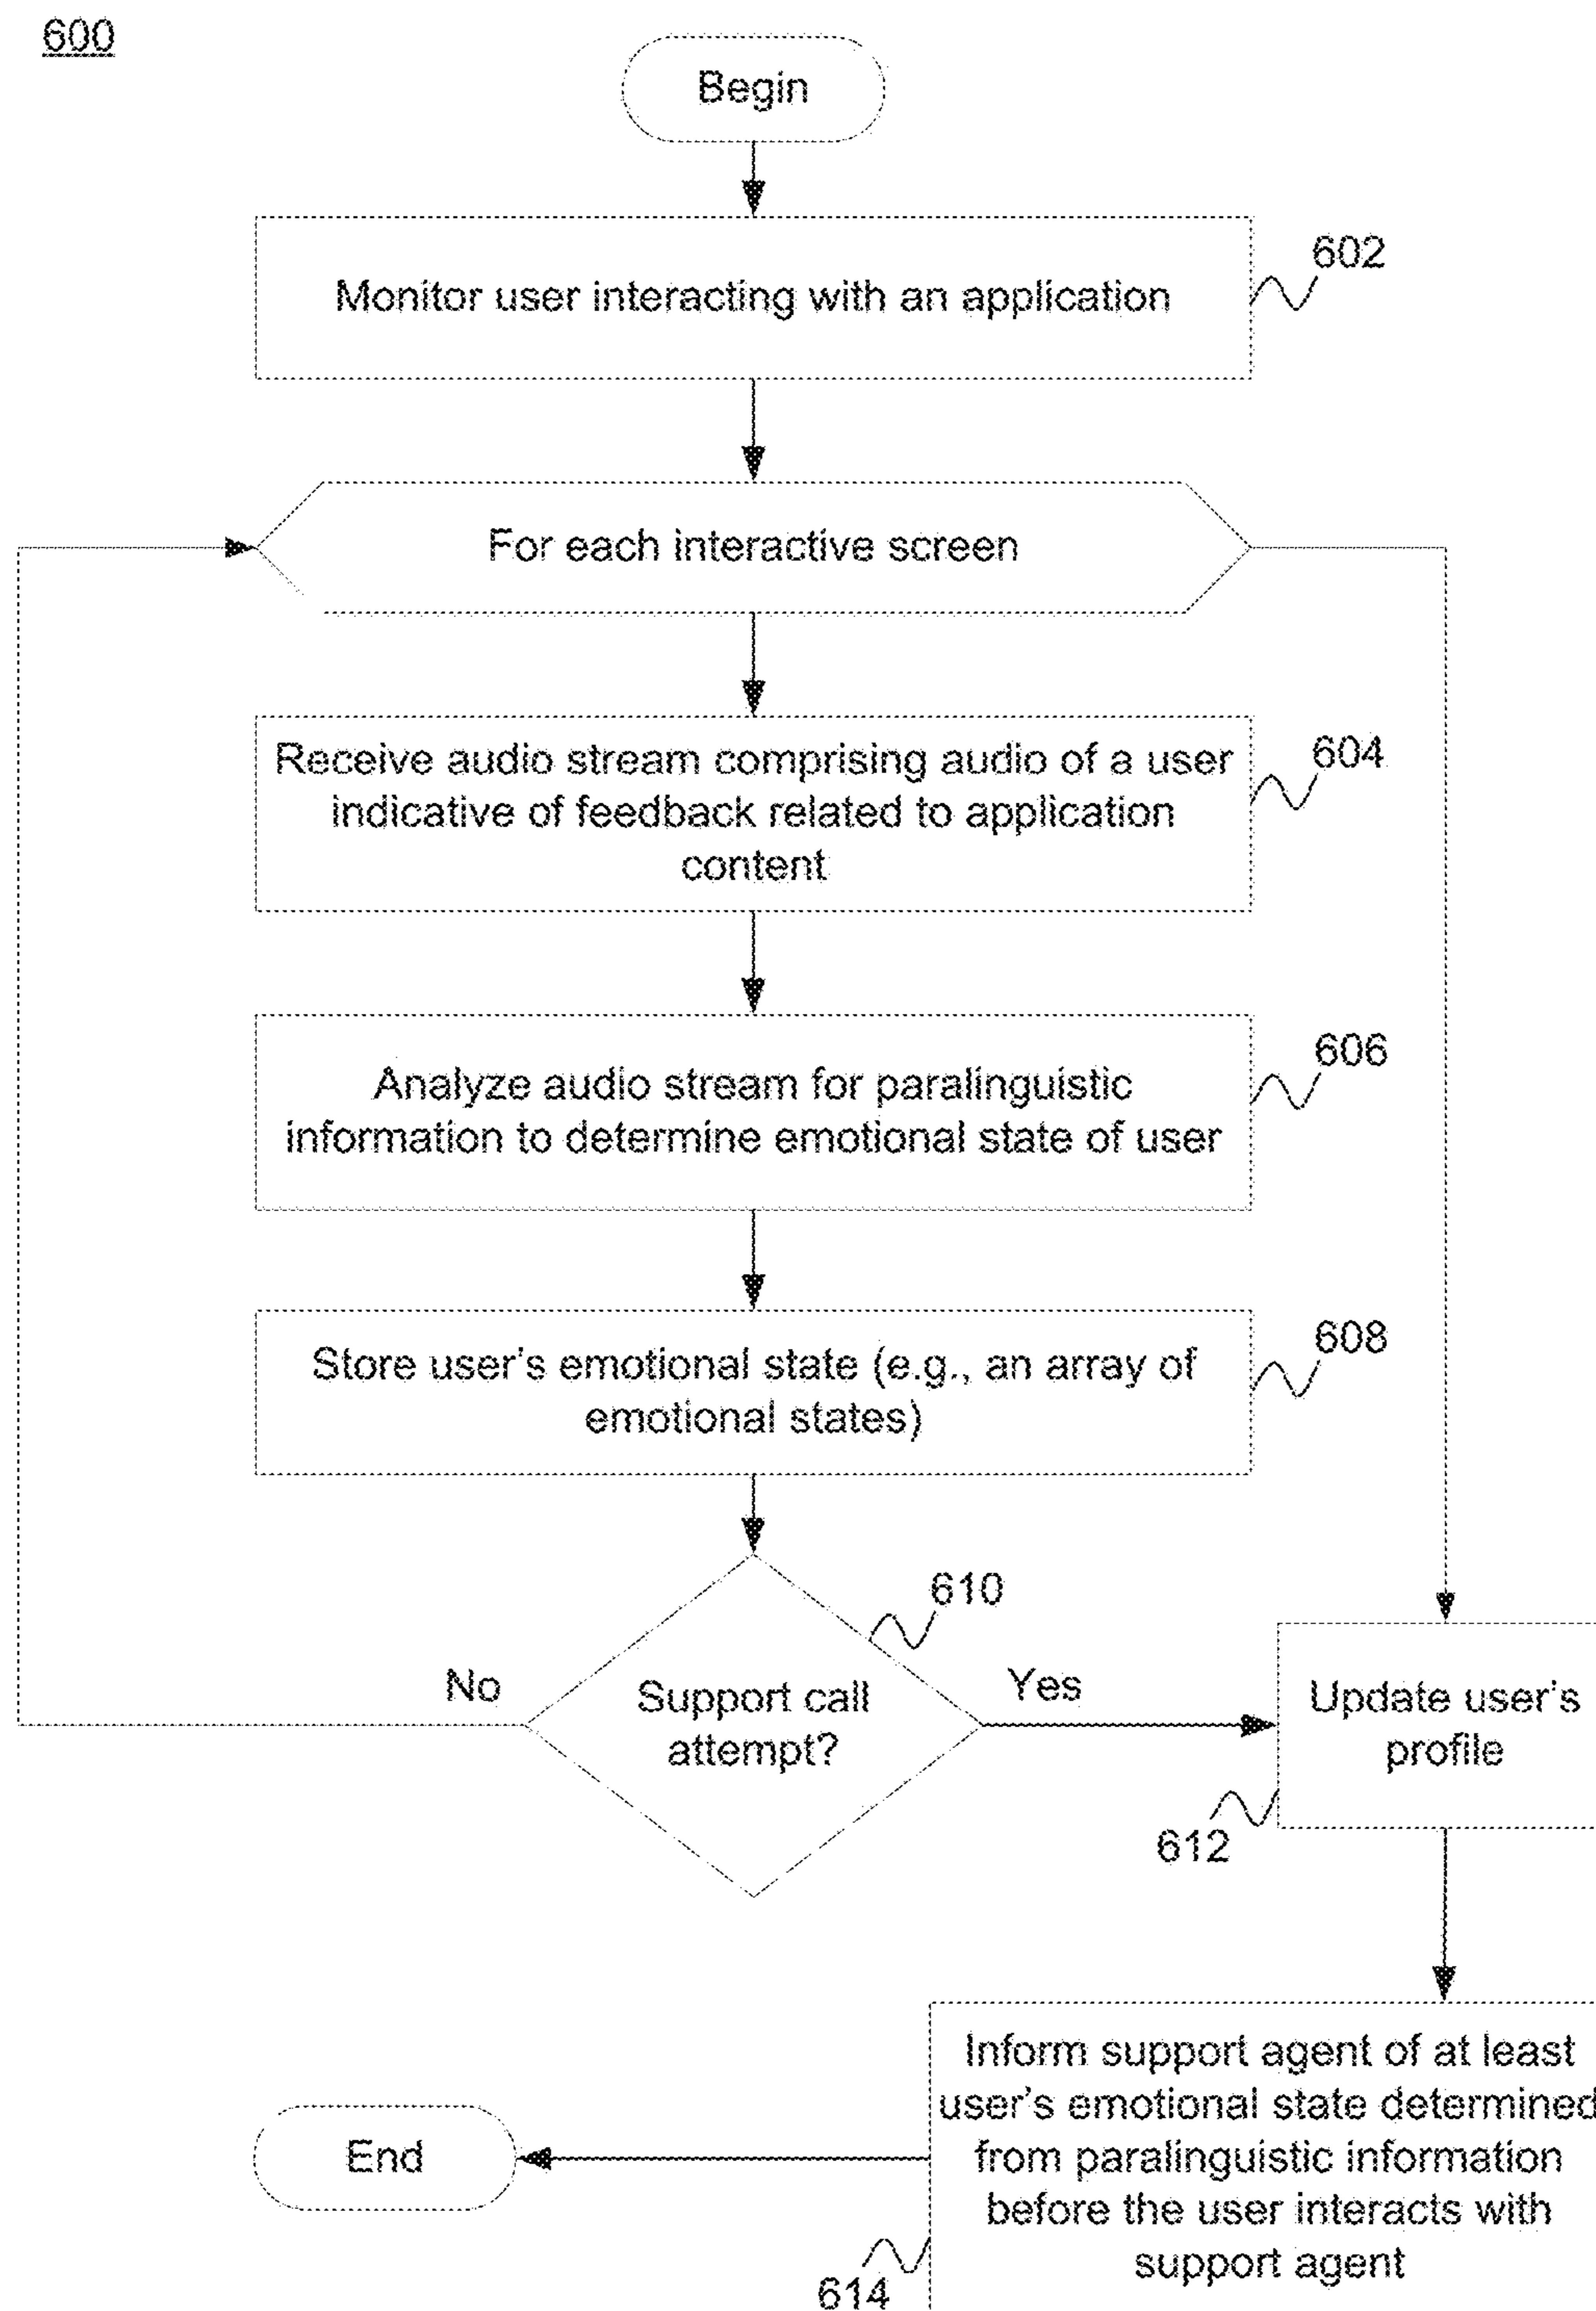 600
Begin
Monitor user interacting with an application
602
For each interactive screen
Receive audio stream comprising audio of a user
indicative of feedback related to application
content
604
Analyze audio stream for paralinguistic
information to determine emotional state of user
606
Store user's emotional state (e.g., an array of
emotional states)
608
610
No
Support call
attempt?
Yes
Update user's
profile
612
Inform support agent of at least
user's emotional state determined
from paralinguistic information
before the user interacts with
support agent
614
End